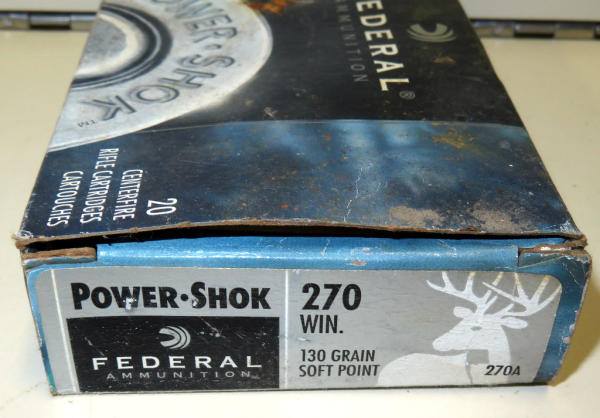 POWER·SHOK™
FEDERAL®
AMMUNITION
20
CENTERFIRE
RIFLE CARTRIDGES
CARTOUCHES
POWER·SHOK
FEDERAL
AMMUNITION
270
WIN.
130 GRAIN
SOFT POINT
270A